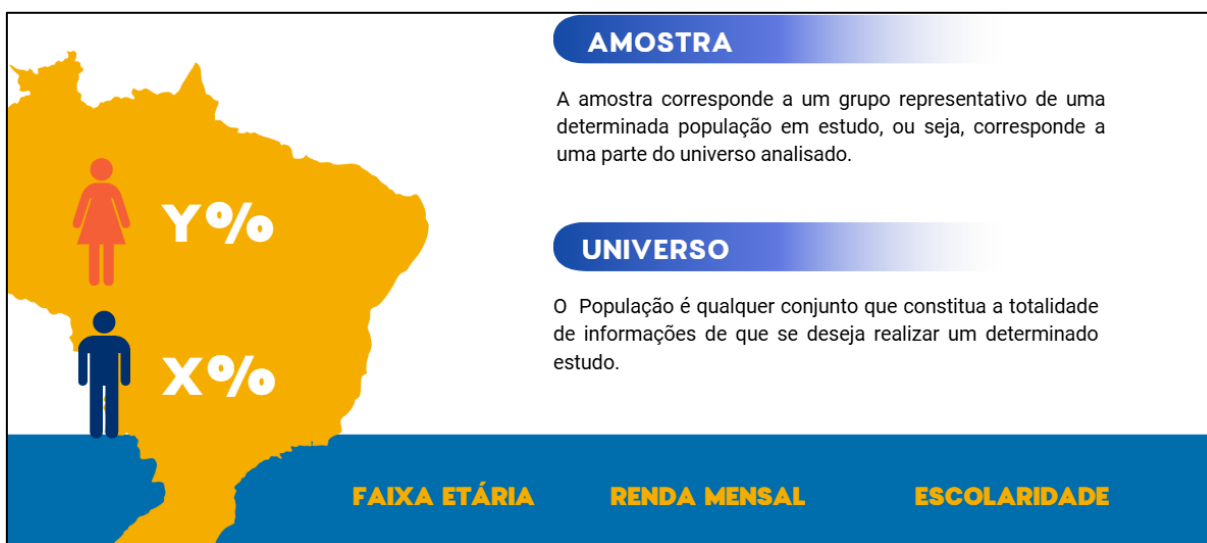 AMOSTRA
A amostra corresponde a um grupo representativo de uma
determinada população em estudo, ou seja, corresponde a
uma parte do universo analisado.
Y%
UNIVERSO
O População é qualquer conjunto que constitua a totalidade
de informações de que se deseja realizar um determinado
estudo.
X%
FAIXA ETÁRIA
RENDA MENSAL
ESCOLARIDADE